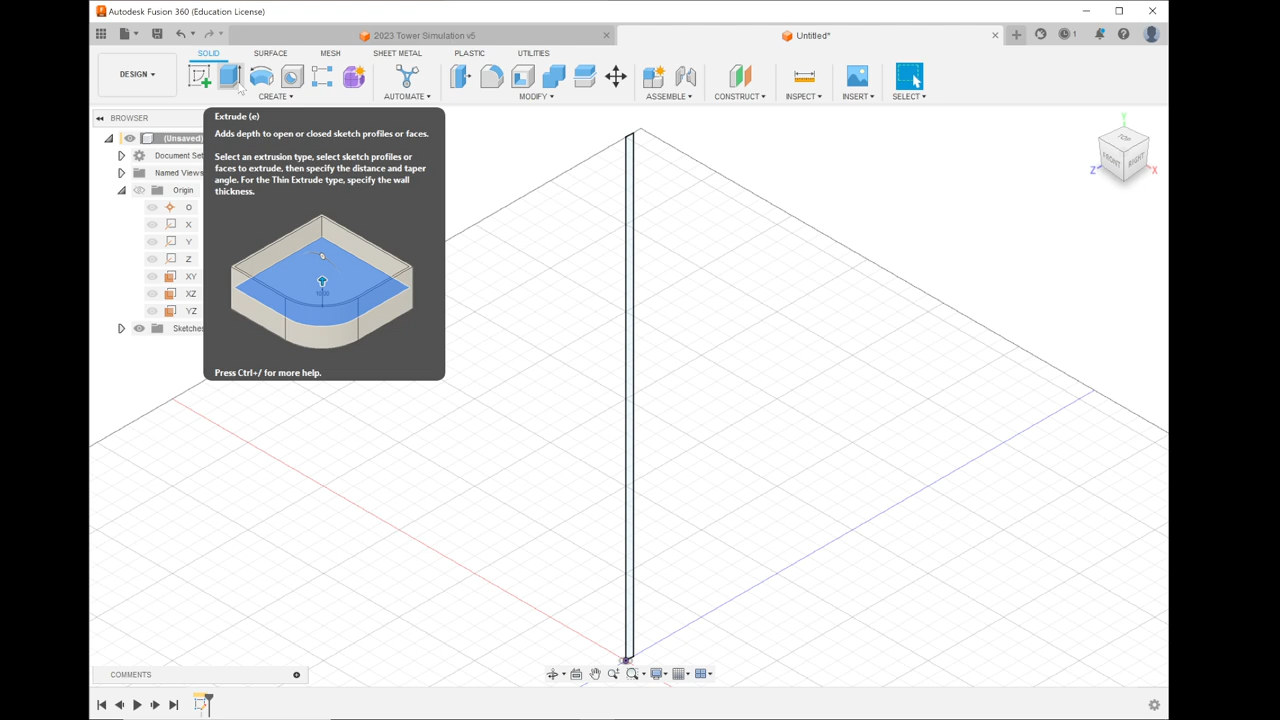 Autodesk Fusion 360 (Education License)
2023 Tower Simulation v5
Untitled*
1
DESIGN
SOLID
SURFACE
MESH
SHEET METAL
PLASTIC
UTILITIES
CREATE
AUTOMATE
MODIFY
ASSEMBLE
CONSTRUCT
INSPECT
INSERT
SELECT
BROWSER
(Unsaved)
Document Set
Named Views
Origin
O
X
Y
Z
XY
XZ
YZ
Sketches
Extrude (e)
Adds depth to open or closed sketch profiles or faces.
Select an extrusion type, select sketch profiles or
faces to extrude, then specify the distance and taper
angle. For the Thin Extrude type, specify the wall
thickness.
Press Ctrl+/ for more help.
Y
TOP
FRONT
RIGHT
Z
X
COMMENTS